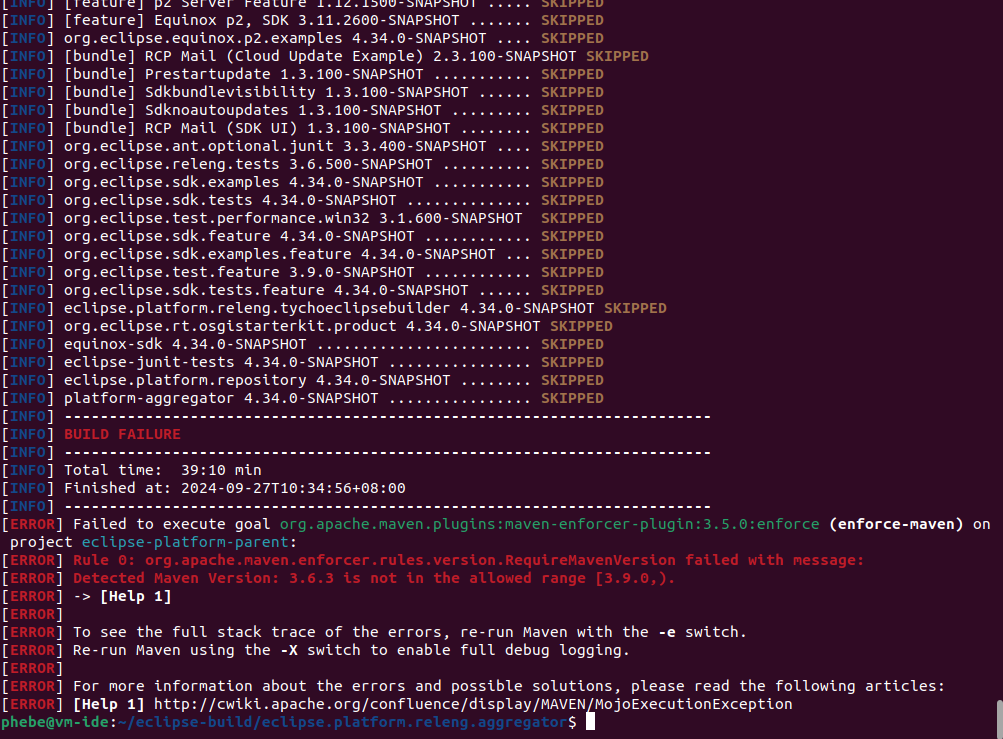 [INFO] [feature] p2 Server Feature 1.12.1500-SNAPSHOT ..... SKIPPED
[INFO] [feature] Equinox p2, SDK 3.11.2600-SNAPSHOT ....... SKIPPED
[INFO] org.eclipse.equinox.p2.examples 4.34.0-SNAPSHOT .... SKIPPED
[INFO] [bundle] RCP Mail (Cloud Update Example) 2.3.100-SNAPSHOT SKIPPED
[INFO] [bundle] Prestartupdate 1.3.100-SNAPSHOT ........... SKIPPED
[INFO] [bundle] Sdkbundlevisibility 1.3.100-SNAPSHOT ...... SKIPPED
[INFO] [bundle] Sdknoautoupdates 1.3.100-SNAPSHOT ......... SKIPPED
[INFO] [bundle] RCP Mail (SDK UI) 1.3.100-SNAPSHOT ........ SKIPPED
[INFO] org.eclipse.ant.optional.junit 3.3.400-SNAPSHOT .... SKIPPED
[INFO] org.eclipse.releng.tests 3.6.500-SNAPSHOT .......... SKIPPED
[INFO] org.eclipse.sdk.examples 4.34.0-SNAPSHOT ........... SKIPPED
[INFO] org.eclipse.sdk.tests 4.34.0-SNAPSHOT .............. SKIPPED
[INFO] org.eclipse.test.performance.win32 3.1.600-SNAPSHOT  SKIPPED
[INFO] org.eclipse.sdk.feature 4.34.0-SNAPSHOT ............ SKIPPED
[INFO] org.eclipse.sdk.examples.feature 4.34.0-SNAPSHOT ... SKIPPED
[INFO] org.eclipse.test.feature 3.9.0-SNAPSHOT ............ SKIPPED
[INFO] org.eclipse.sdk.tests.feature 4.34.0-SNAPSHOT ...... SKIPPED
[INFO] eclipse.platform.releng.tychoeclipsebuilder 4.34.0-SNAPSHOT SKIPPED
[INFO] org.eclipse.rt.osgistarterkit.product 4.34.0-SNAPSHOT SKIPPED
[INFO] equinox-sdk 4.34.0-SNAPSHOT ........................ SKIPPED
[INFO] eclipse-junit-tests 4.34.0-SNAPSHOT ................ SKIPPED
[INFO] eclipse.platform.repository 4.34.0-SNAPSHOT ........ SKIPPED
[INFO] platform-aggregator 4.34.0-SNAPSHOT ................ SKIPPED
[INFO] ------------------------------------------------------------------------
[INFO] BUILD FAILURE
[INFO] ------------------------------------------------------------------------
[INFO] Total time:  39:10 min
[INFO] Finished at: 2024-09-27T10:34:56+08:00
[INFO] ------------------------------------------------------------------------
[ERROR] Failed to execute goal org.apache.maven.plugins:maven-enforcer-plugin:3.5.0:enforce (enforce-maven) on
 project eclipse-platform-parent:
[ERROR] Rule 0: org.apache.maven.enforcer.rules.version.RequireMavenVersion failed with message:
[ERROR] Detected Maven Version: 3.6.3 is not in the allowed range [3.9.0,).
[ERROR] -> [Help 1]
[ERROR]
[ERROR] To see the full stack trace of the errors, re-run Maven with the -e switch.
[ERROR] Re-run Maven using the -X switch to enable full debug logging.
[ERROR]
[ERROR] For more information about the errors and possible solutions, please read the following articles:
[ERROR] [Help 1] http://cwiki.apache.org/confluence/display/MAVEN/MojoExecutionException
phebe@vm-ide:~/eclipse-build/eclipse.platform.releng.aggregator$